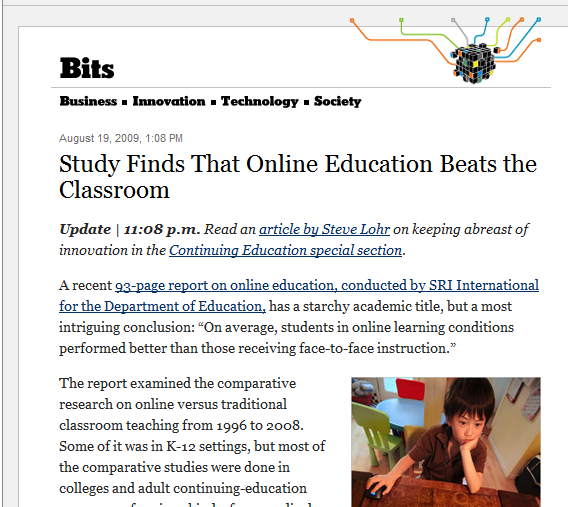 Bits
Business ■ Innovation ■ Technology ■ Society
August 19, 2009, 1:08 PM
Study Finds That Online Education Beats the
Classroom
Update | 11:08 p.m. Read an article by Steve Lohr on keeping abreast of
innovation in the Continuing Education special section.
A recent 93-page report on online education, conducted by SRI International
for the Department of Education, has a starchy academic title, but a most
intriguing conclusion: “On average, students in online learning conditions
performed better than those receiving face-to-face instruction.”
The report examined the comparative
research on online versus traditional
classroom teaching from 1996 to 2008.
Some of it was in K-12 settings, but most of
the comparative studies were done in
colleges and adult continuing-education